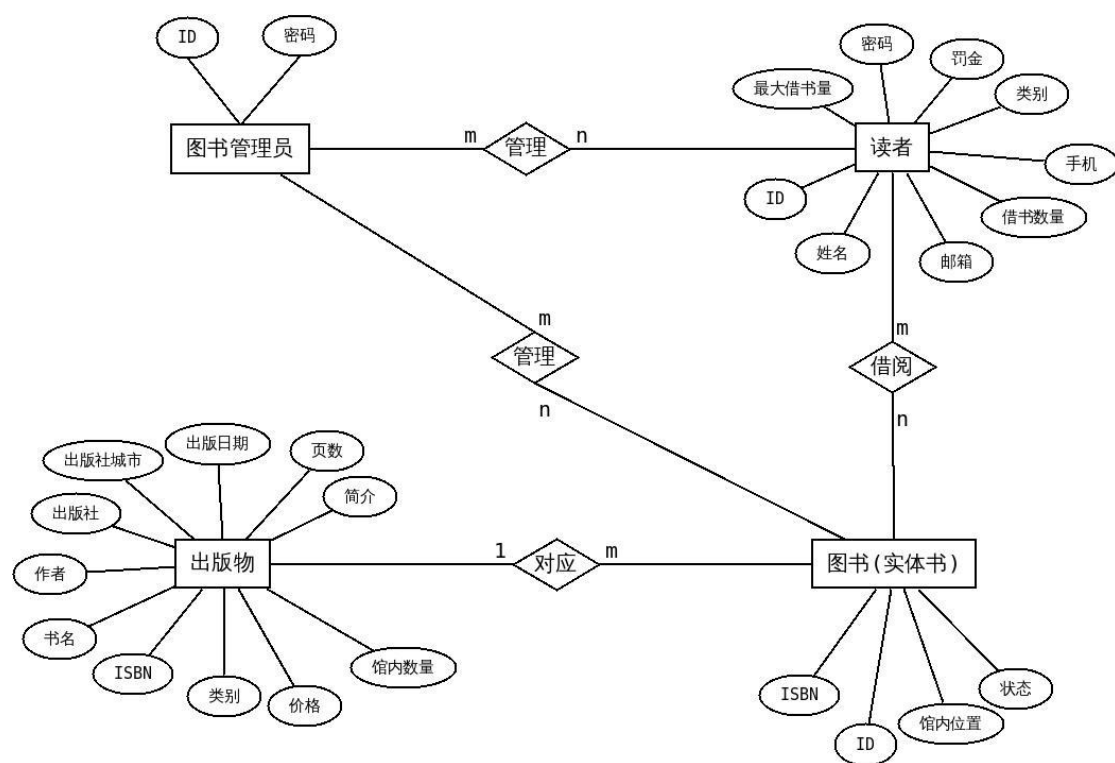 ID
密码
图书管理员
m
管理
n
密码
罚金
最大借书量
类别
读者
手机
ID
借书数量
姓名
邮箱
m
管理
n
m
借阅
n
出版日期
页数
出版社城市
简介
出版社
出版物
作者
书名
ISBN
类别
价格
馆内数量
1
对应
m
图书(实体书)
ISBN
ID
馆内位置
状态